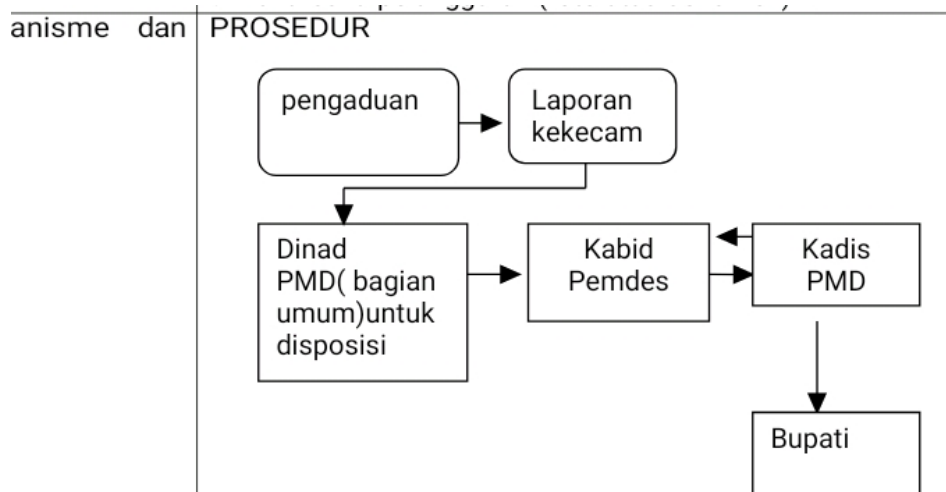 anisme dan
PROSEDUR
pengaduan
Laporan
kekecam
Dinad
PMD( bagian
umum)untuk
disposisi
Kabid
Pemdes
Kadis
PMD
Bupati